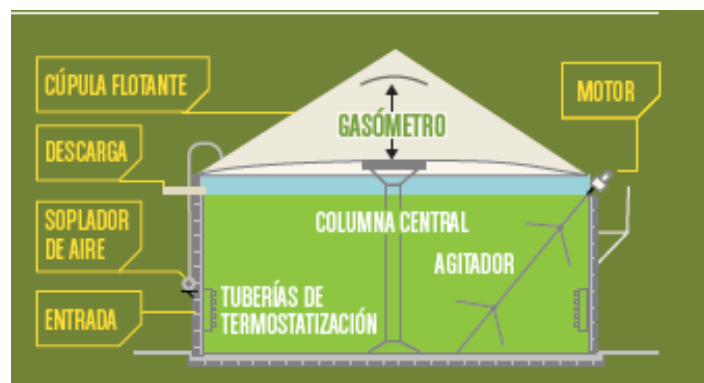 CÚPULA FLOTANTE
MOTOR
GASÓMETRO
DESCARGA
SOPLADOR
DE AIRE
COLUMNA CENTRAL
AGITADOR
TUBERÍAS DE
TERMOSTATIZACIÓN
ENTRADA